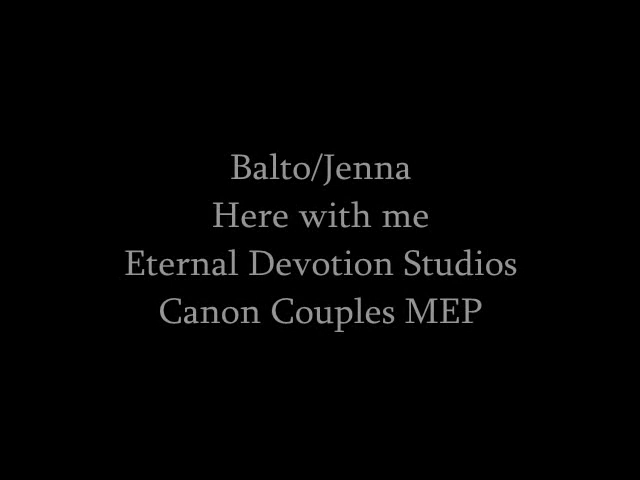 Balto/Jenna
Here with me
Eternal Devotion Studios
Canon Couples MEP